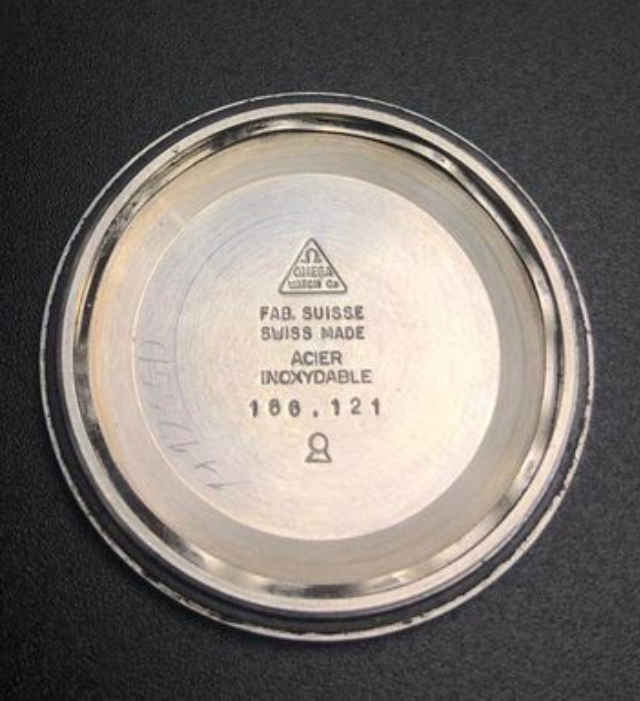 Ω
OMEGA
WATCH Co
FAB. SUISSE
SWISS MADE
ACIER
INOXYDABLE
166.121